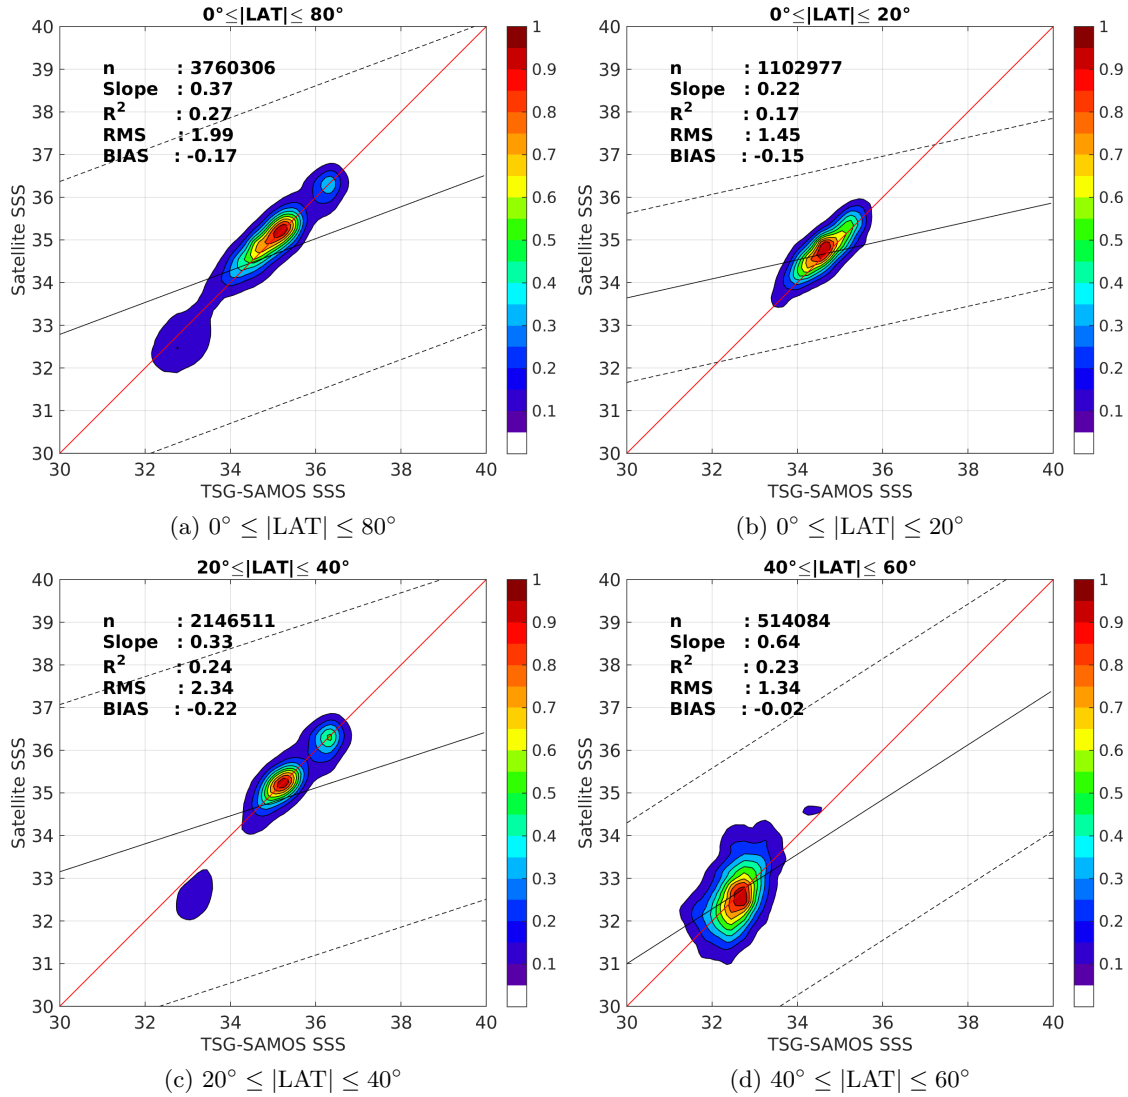 0°≤|LAT|≤ 80°
n : 3760306
Slope : 0.37
R² : 0.27
RMS : 1.99
BIAS : -0.17
40
39
38
37
36
35
34
33
32
31
30
30 32 34 36 38 40
Satellite SSS
TSG-SAMOS SSS
1
0.9
0.8
0.7
0.6
0.5
0.4
0.3
0.2
0.1
(a) 0° ≤ |LAT| ≤ 80°
0°≤|LAT|≤ 20°
n : 1102977
Slope : 0.22
R² : 0.17
RMS : 1.45
BIAS : -0.15
40
39
38
37
36
35
34
33
32
31
30
30 32 34 36 38 40
Satellite SSS
TSG-SAMOS SSS
1
0.9
0.8
0.7
0.6
0.5
0.4
0.3
0.2
0.1
(b) 0° ≤ |LAT| ≤ 20°
20°≤|LAT|≤ 40°
n : 2146511
Slope : 0.33
R² : 0.24
RMS : 2.34
BIAS : -0.22
40
39
38
37
36
35
34
33
32
31
30
30 32 34 36 38 40
Satellite SSS
TSG-SAMOS SSS
1
0.9
0.8
0.7
0.6
0.5
0.4
0.3
0.2
0.1
(c) 20° ≤ |LAT| ≤ 40°
40°≤|LAT|≤ 60°
n : 514084
Slope : 0.64
R² : 0.23
RMS : 1.34
BIAS : -0.02
40
39
38
37
36
35
34
33
32
31
30
30 32 34 36 38 40
Satellite SSS
TSG-SAMOS SSS
1
0.9
0.8
0.7
0.6
0.5
0.4
0.3
0.2
0.1
(d) 40° ≤ |LAT| ≤ 60°